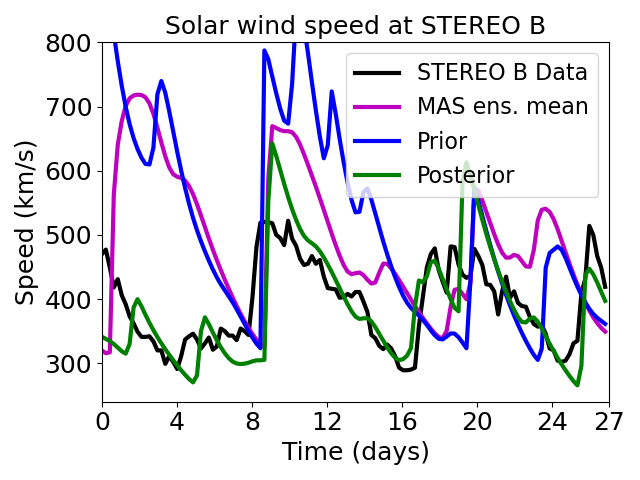 Solar wind speed at STEREO B
800
700
600
500
400
300
Speed (km/s)
STEREO B Data
MAS ens. mean
Prior
Posterior
0 4 8 12 16 20 24 27
Time (days)